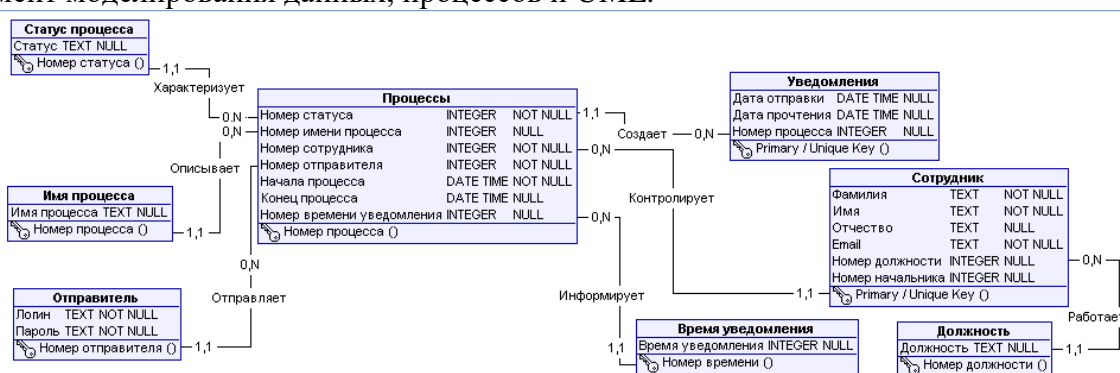 мент моделирования данных, процессов и UML.
Статус процесса
Статус TEXT NULL
Номер статуса ()
1,1
Характеризует
0,N
Процессы
Номер статуса INTEGER NOT NULL
Номер имени процесса INTEGER NULL
Номер сотрудника INTEGER NOT NULL
Номер отправителя INTEGER NOT NULL
Начала процесса DATE TIME NOT NULL
Конец процесса DATE TIME NULL
Номер времени уведомления INTEGER NULL
Номер процесса ()
1,1
Создает
0,N
Уведомления
Дата отправки DATE TIME NULL
Дата прочтения DATE TIME NULL
Номер процесса INTEGER NULL
Primary / Unique Key ()
0,N
Описывает
1,1
Имя процесса
Имя процесса TEXT NULL
Номер процесса ()
0,N
Контролирует
1,1
Сотрудник
Фамилия TEXT NOT NULL
Имя TEXT NOT NULL
Отчество TEXT NULL
Email TEXT NOT NULL
Номер должности INTEGER NULL
Номер начальника INTEGER NULL
Primary / Unique Key ()
0,N
Отправляет
1,1
Отправитель
Логин TEXT NOT NULL
Пароль TEXT NOT NULL
Номер отправителя ()
0,N
Информирует
1,1
Время уведомления
Время уведомления INTEGER NULL
Номер времени ()
0,N
Работает
1,1
Должность
Должность TEXT NULL
Номер должности ()